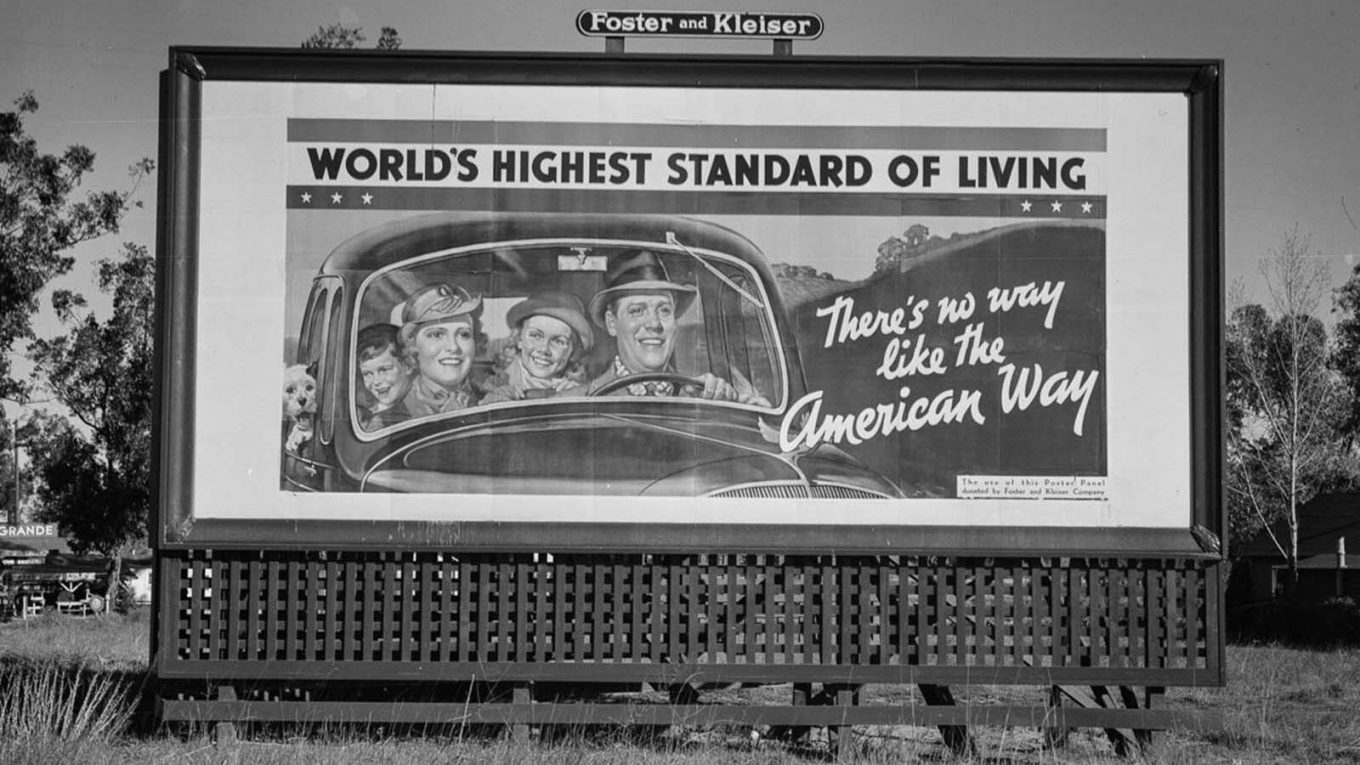 Foster and Kleiser
WORLD'S HIGHEST STANDARD OF LIVING
There's no way
like the
American Way
The use of this Poster Panel
donated by Foster and Kleiser Company
GRANDE